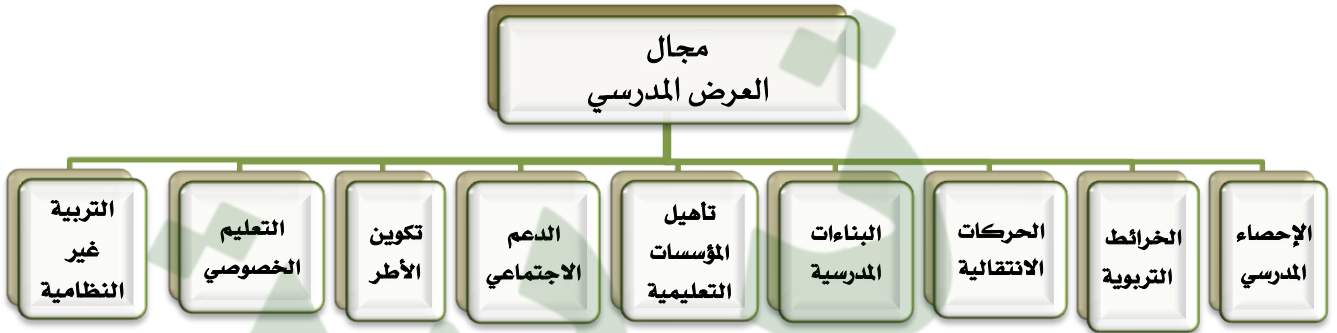 مجال
العرض المدرسي
الإحصاء
المدرسي
الخرائط
التربوية
الحركات
الانتقالية
البناءات
المدرسية
تأهيل
المؤسسات
التعليمية
الدعم
الاجتماعي
تكوين
الأطر
التعليم
الخصوصي
التربية
غير
النظامية